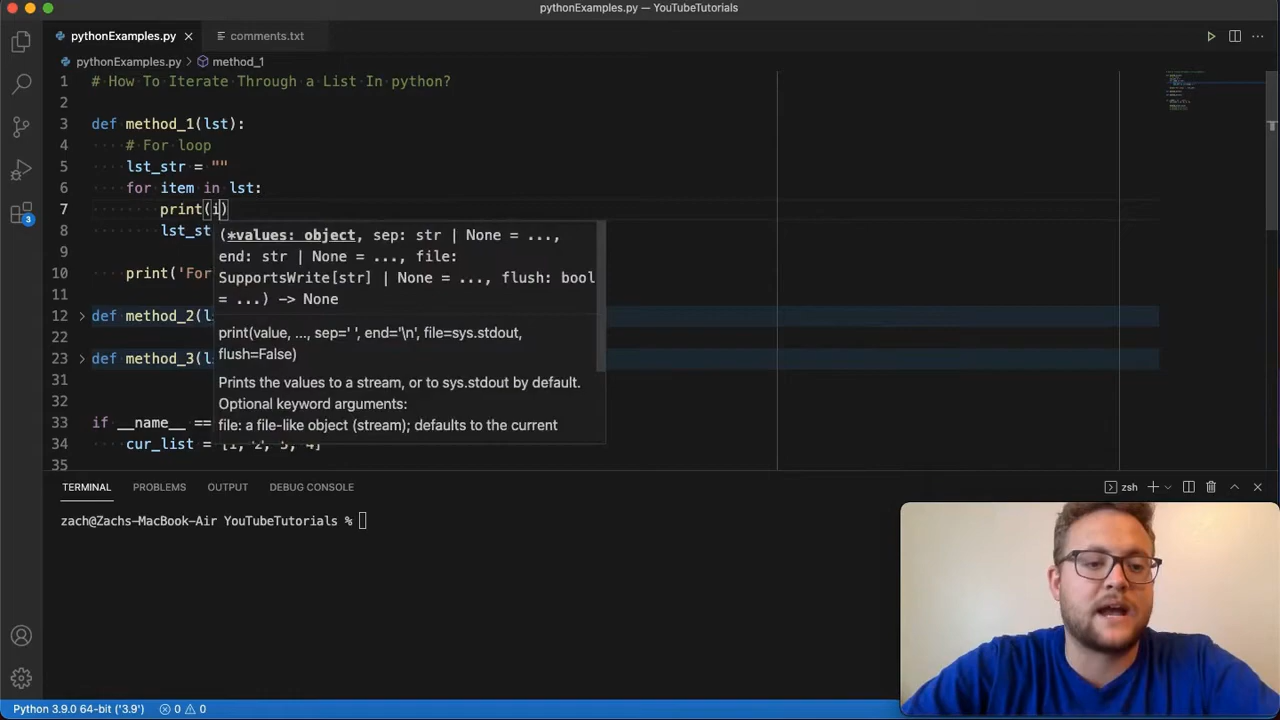 pythonExamples.py — YouTubeTutorials
pythonExamples.py
comments.txt
pythonExamples.py > method_1
1 # How To Iterate Through a List In python?
2
3 def method_1(lst):
4 # For loop
5 lst_str = ""
6 for item in lst:
7 print(i)
8 lst_st
9
10 print('For
11
12 > def method_2(l
22
23 > def method_3(l
31
32
33 if __name__ ==
34 cur_list = [1, 2, 3, 4]
35
(*values: object, sep: str | None = ...,
end: str | None = ..., file:
SupportsWrite[str] | None = ..., flush: bool
= ...) -> None
print(value, ..., sep=' ', end='\n', file=sys.stdout,
flush=False)
Prints the values to a stream, or to sys.stdout by default.
Optional keyword arguments:
file: a file-like object (stream); defaults to the current
3
TERMINAL PROBLEMS OUTPUT DEBUG CONSOLE
zsh
zach@Zachs-MacBook-Air YouTubeTutorials %
Python 3.9.0 64-bit ('3.9') 0 0